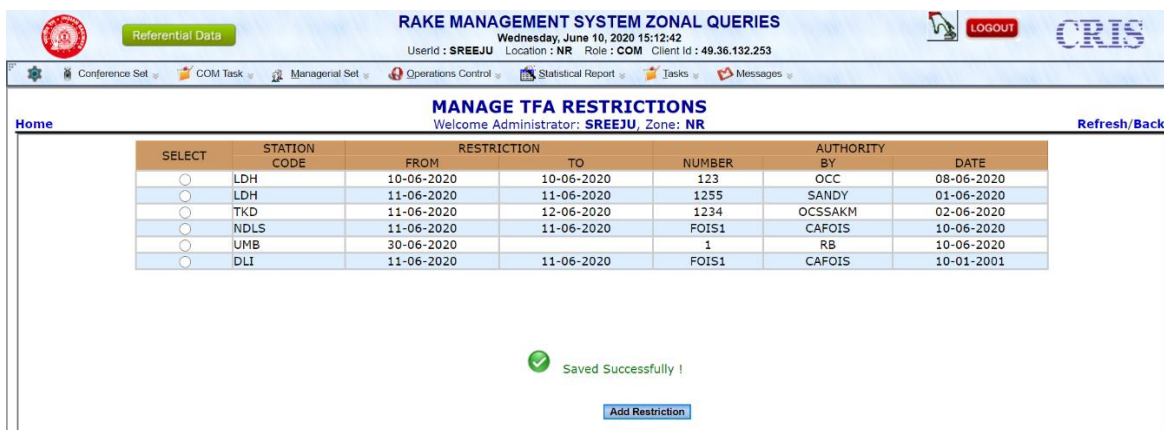 RAKE MANAGEMENT SYSTEM ZONAL QUERIES
Referential Data
Wednesday, June 10, 2020 15:12:42
LOGOUT
CRIS
UserId : SREEJU Location : NR Role : COM Client Id : 49.36.132.253
Conference Set COM Task Managerial Set Operations Control Statistical Report Tasks Messages
MANAGE TFA RESTRICTIONS
Home Welcome Administrator: SREEJU, Zone: NR Refresh/Back
SELECT STATION CODE RESTRICTION AUTHORITY
FROM TO NUMBER BY DATE
LDH 10-06-2020 10-06-2020 123 OCC 08-06-2020
LDH 11-06-2020 11-06-2020 1255 SANDY 01-06-2020
TKD 11-06-2020 12-06-2020 1234 OCSSAKM 02-06-2020
NDLS 11-06-2020 11-06-2020 FOIS1 CAFOIS 10-06-2020
UMB 30-06-2020 1 RB 10-06-2020
DLI 11-06-2020 11-06-2020 FOIS1 CAFOIS 10-01-2001
Saved Successfully !
Add Restriction